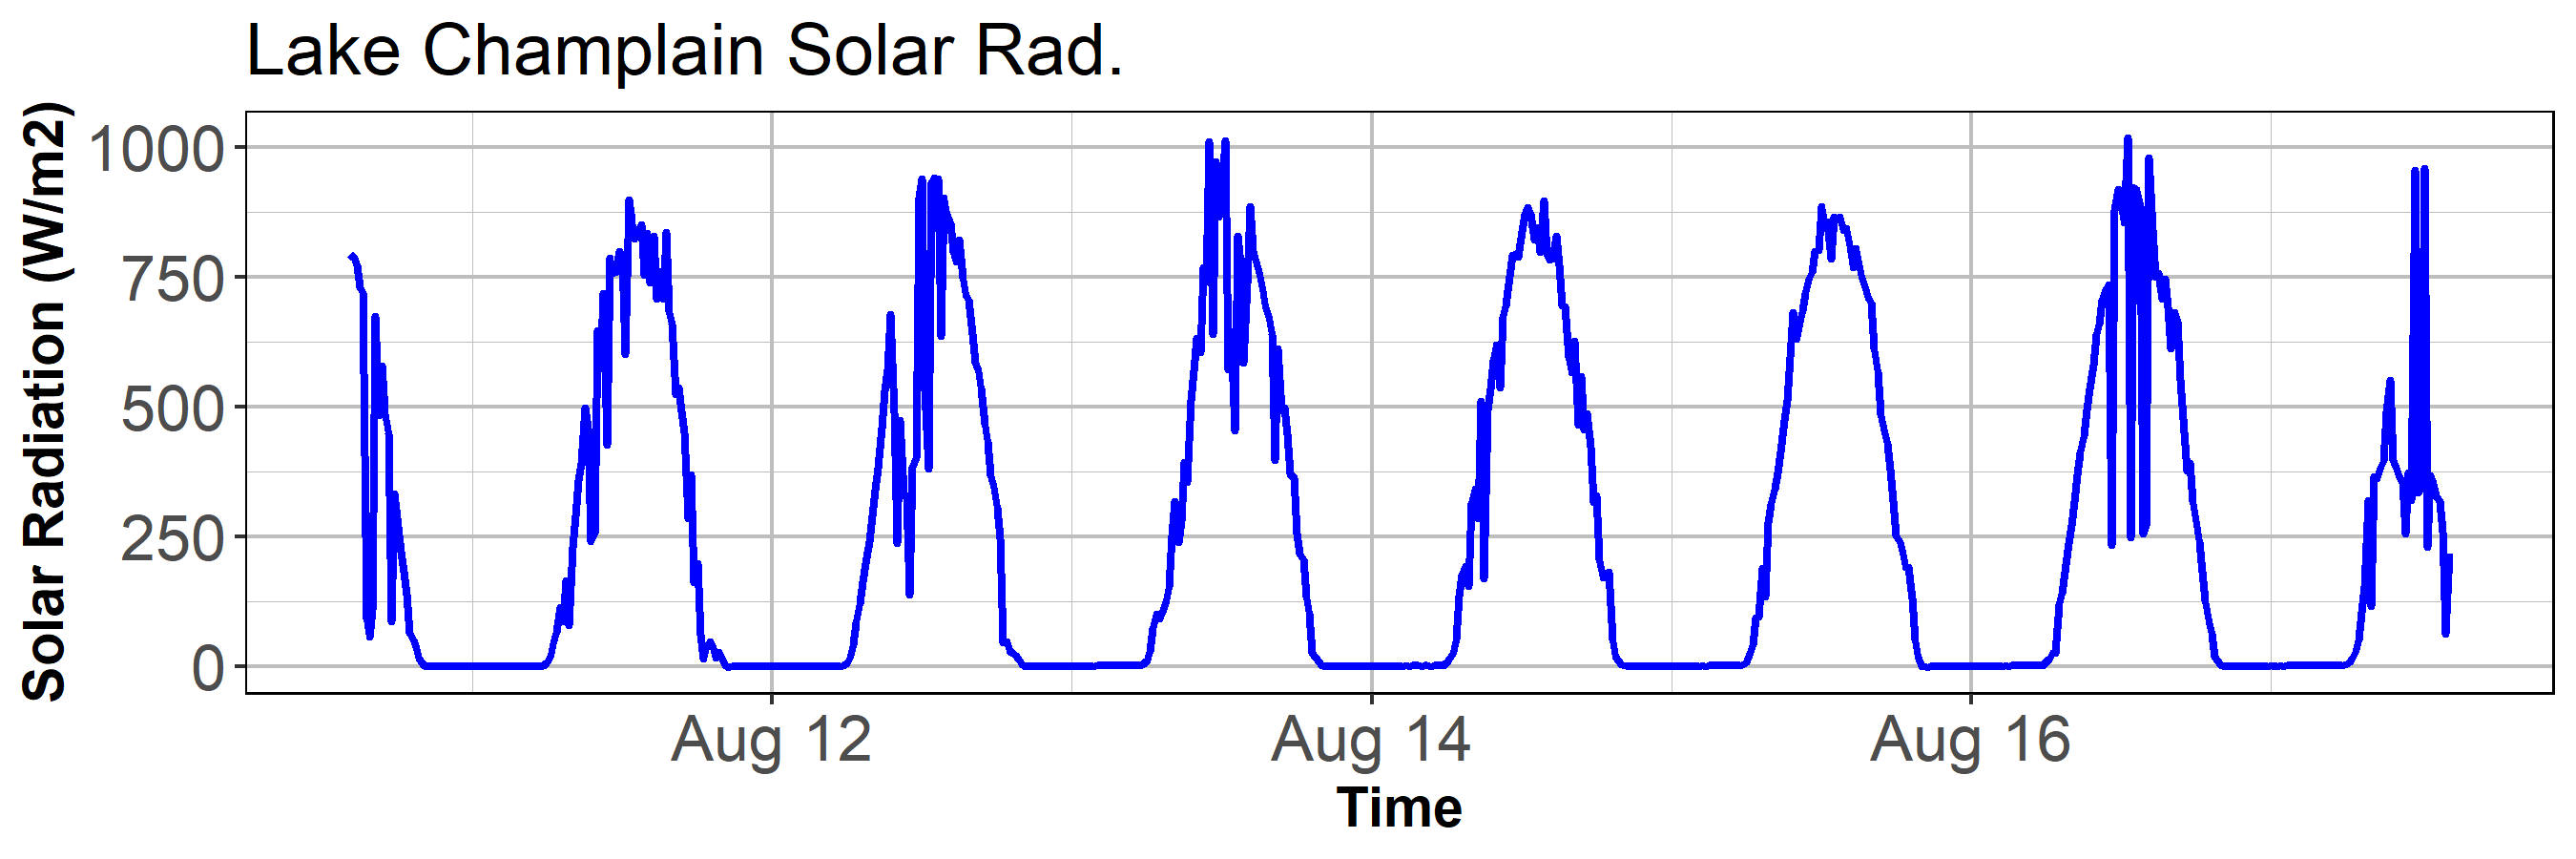 Lake Champlain Solar Rad.
Solar Radiation (W/m2)
1000
750
500
250
0
Aug 12
Aug 14
Aug 16
Time